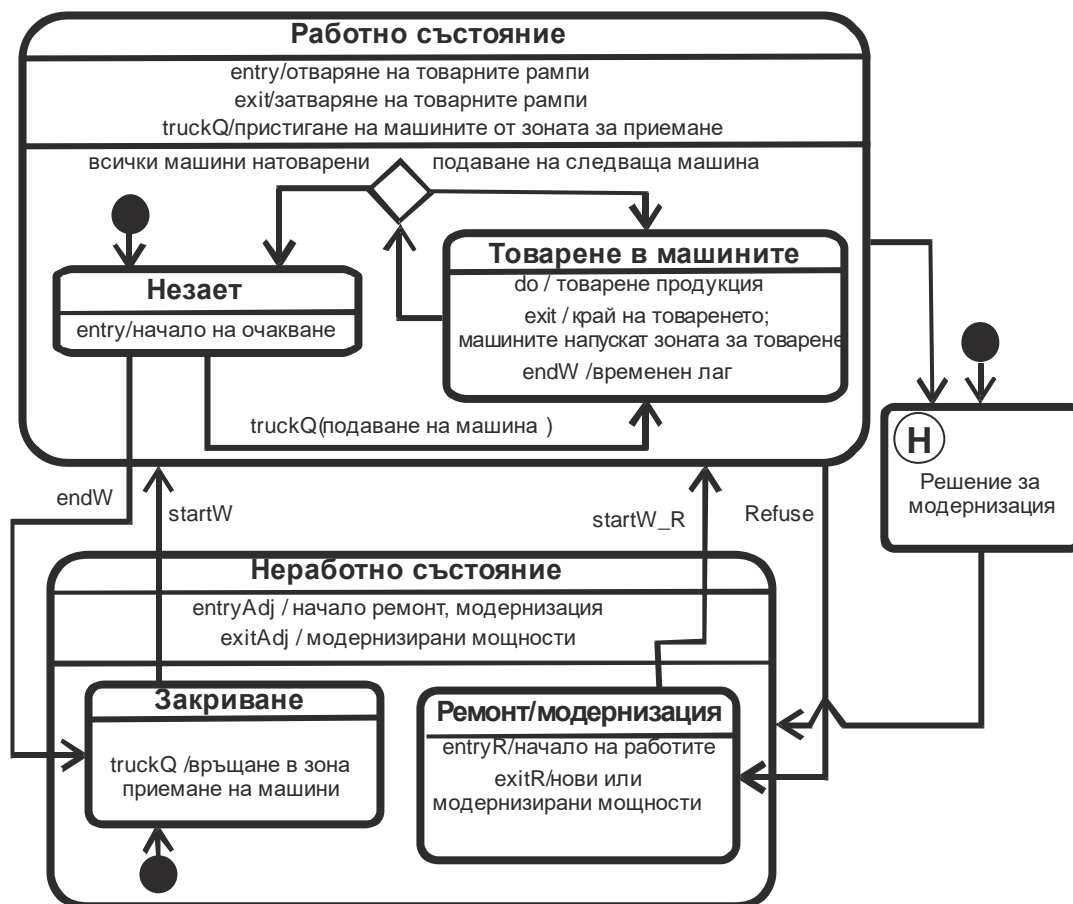 Работно състояние
entry/отваряне на товарните рампи
exit/затваряне на товарните рампи
truckQ/пристигане на машините от зоната за приемане
всички машини натоварени
подаване на следваща машина
Товарене в машините
do / товарене продукция
exit / край на товаренето;
машините напускат зоната за товарене
endW /временен лаг
Незает
entry/начало на очакване
truckQ(подаване на машина )
H
Решение за
модернизация
endW
startW
startW_R
Refuse
Неработно състояние
entryAdj / начало ремонт, модернизация
exitAdj / модернизирани мощности
Закриване
truckQ /връщане в зона
приемане на машини
Ремонт/модернизация
entryR/начало на работите
exitR/нови или
модернизирани мощности